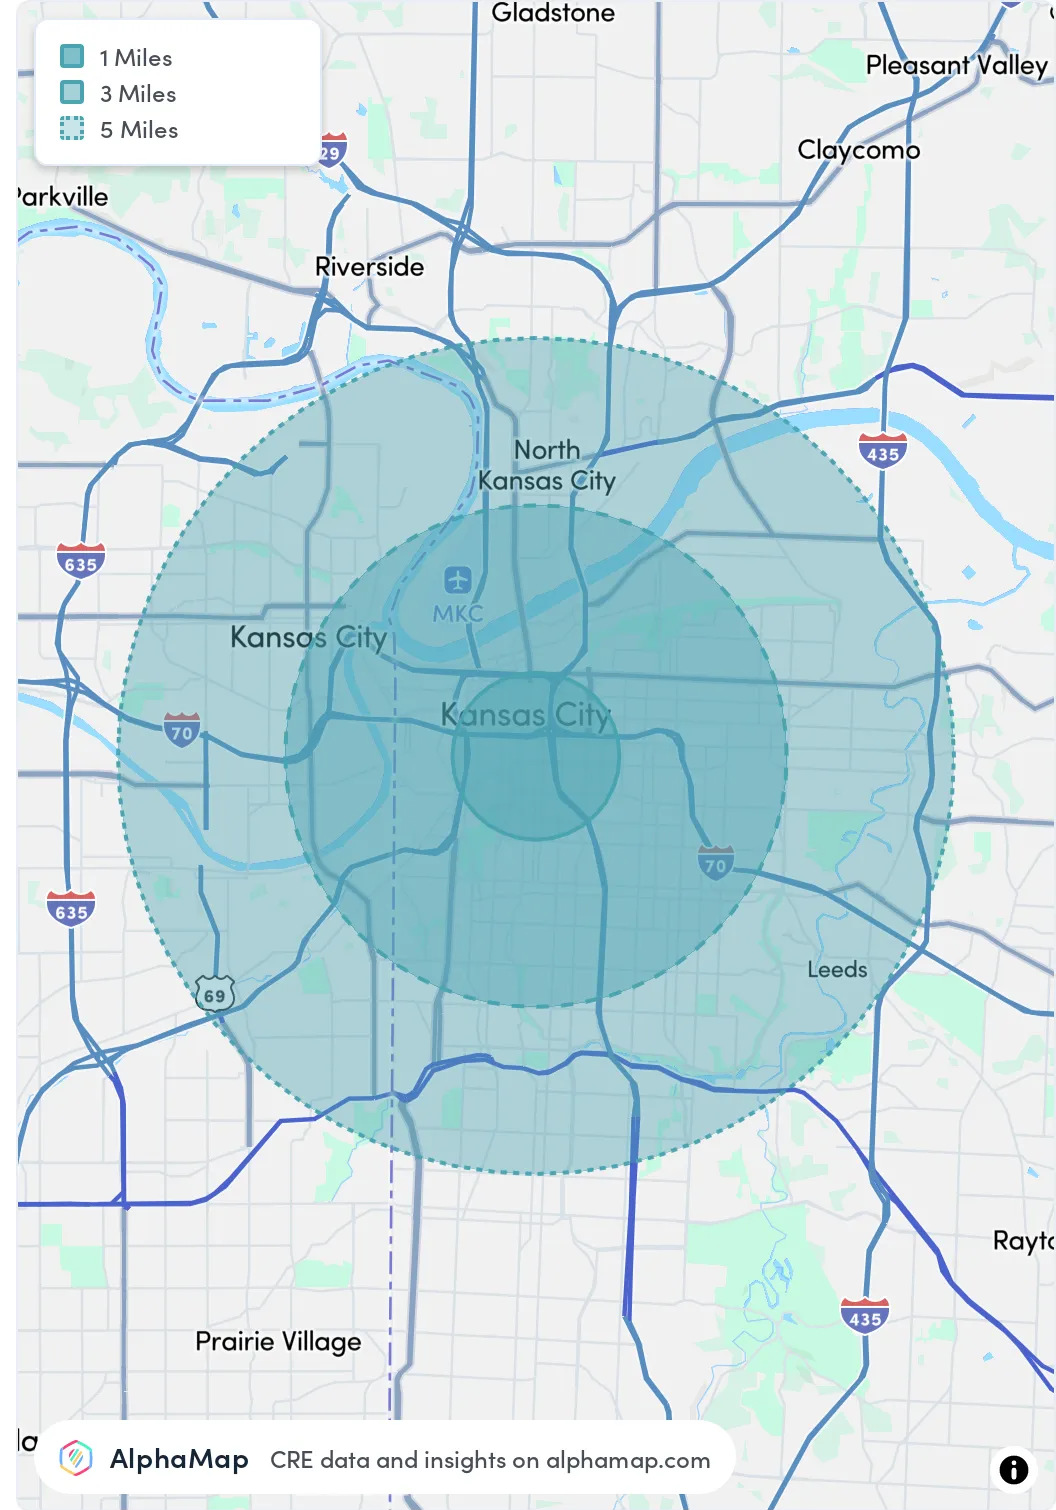 Gladstone
1 Miles
3 Miles
5 Miles
Pleasant Valley
29
Claycomo
Parkville
Riverside
North
Kansas City
435
635
MKC
Kansas City
Kansas City
70
70
635
Leeds
69
Prairie Village
435
AlphaMap
CRE data and insights on alphamap.com